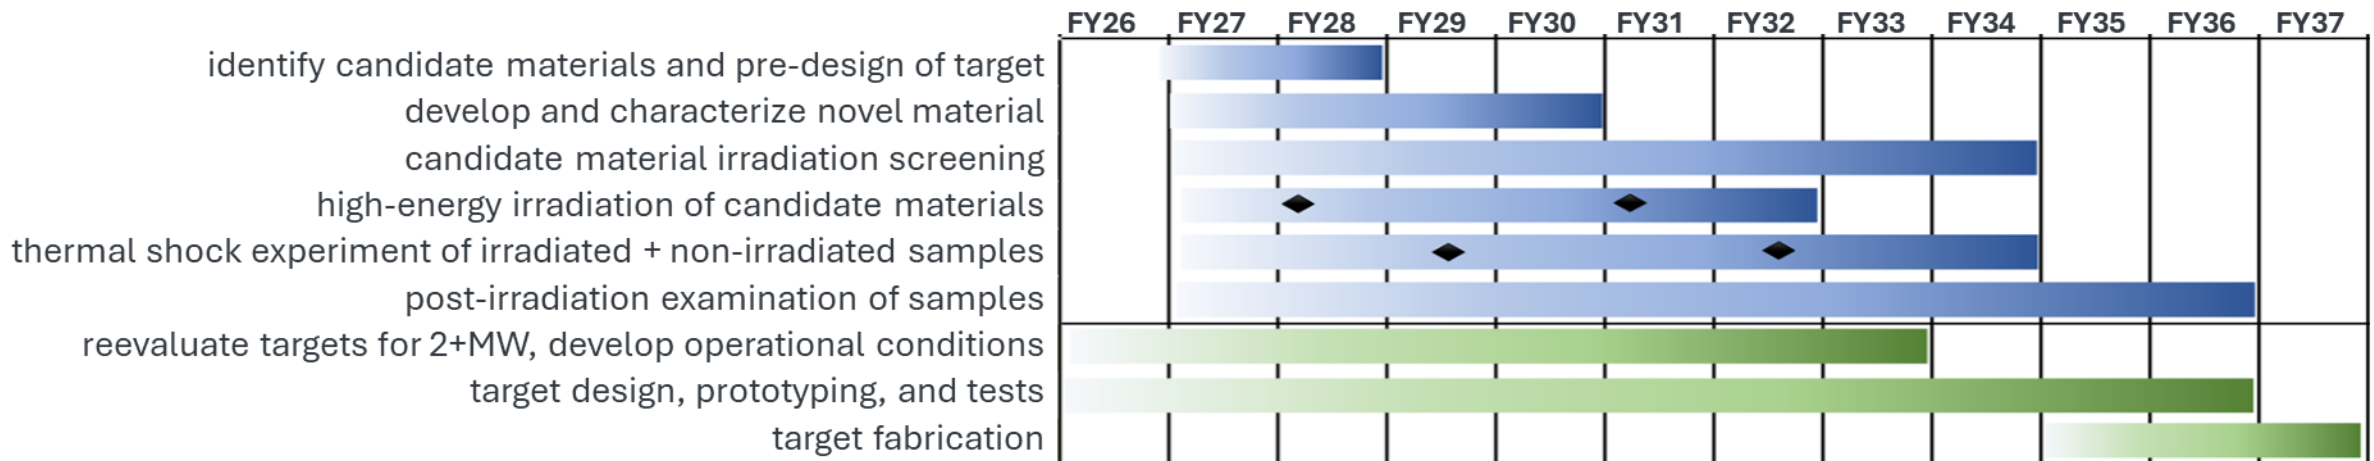 FY26 FY27 FY28 FY29 FY30 FY31 FY32 FY33 FY34 FY35 FY36 FY37
identify candidate materials and pre-design of target
develop and characterize novel material
candidate material irradiation screening
high-energy irradiation of candidate materials
thermal shock experiment of irradiated + non-irradiated samples
post-irradiation examination of samples
reevaluate targets for 2+MW, develop operational conditions
target design, prototyping, and tests
target fabrication